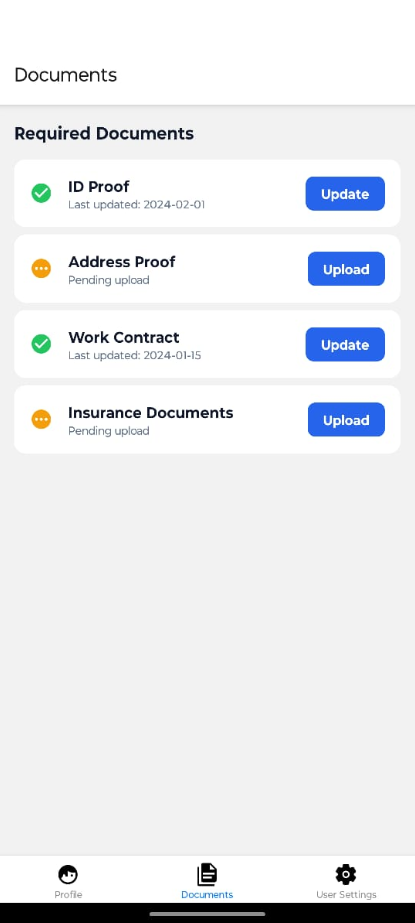 Documents
Required Documents
ID Proof
Last updated: 2024-02-01
Update
Address Proof
Pending upload
Upload
Work Contract
Last updated: 2024-01-15
Update
Insurance Documents
Pending upload
Upload
Profile
Documents
User Settings